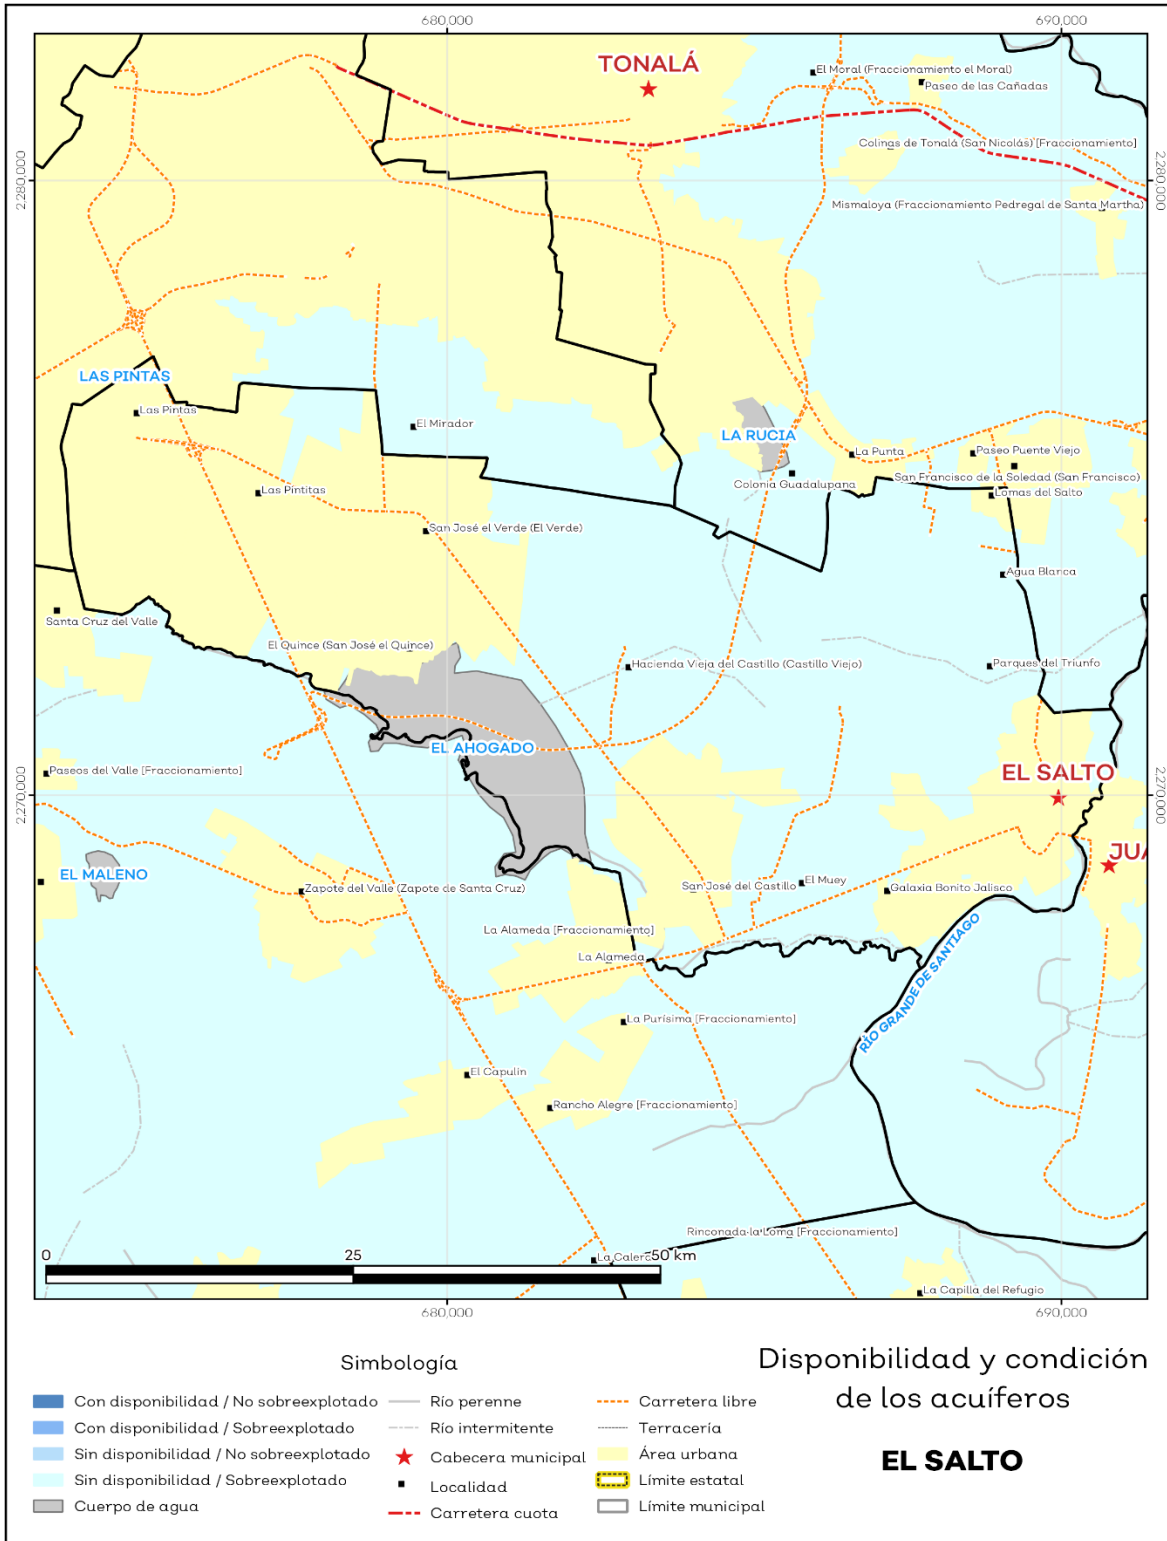 680,000
690,000
TONALÁ
El Moral (Fraccionamiento el Moral)
Paseo de las Cañadas
Colinas de Tonalá (San Nicolás) [Fraccionamiento]
2280,000
2280,000
Mismaloya (Fraccionamiento Pedregal de Santa Martha)
LAS PINTAS
Las Pintas
El Mirador
LA RUCIA
La Punta
Paseo Puente Viejo
San Francisco de la Soledad (San Francisco)
Colonia Guadalupana
Las Pintitas
Lomas del Salto
San José el Verde (El Verde)
Agua Blanca
Santa Cruz del Valle
El Quince (San José el Quince)
Hacienda Vieja del Castillo (Castillo Viejo)
Parques del Triunfo
EL AHOGADO
Paseos del Valle [Fraccionamiento]
EL SALTO
2270,000
2270,000
JUA
EL MALENO
Zapote del Valle (Zapote de Santa Cruz)
San José del Castillo
El Muey
Galaxia Bonito Jalisco
La Alameda [Fraccionamiento]
La Alameda
RÍO GRANDE DE SANTIAGO
La Purísima [Fraccionamiento]
El Capulín
Rancho Alegre [Fraccionamiento]
Rinconada la Loma [Fraccionamiento]
La Calera
0
25
50 km
La Capilla del Refugio
680,000
690,000
Simbología
Con disponibilidad / No sobreexplotado
Con disponibilidad / Sobreexplotado
Sin disponibilidad / No sobreexplotado
Sin disponibilidad / Sobreexplotado
Cuerpo de agua
Río perenne
Río intermitente
Cabecera municipal
Localidad
Carretera cuota
Carretera libre
Terracería
Área urbana
Límite estatal
Límite municipal
Disponibilidad y condición
de los acuíferos
EL SALTO